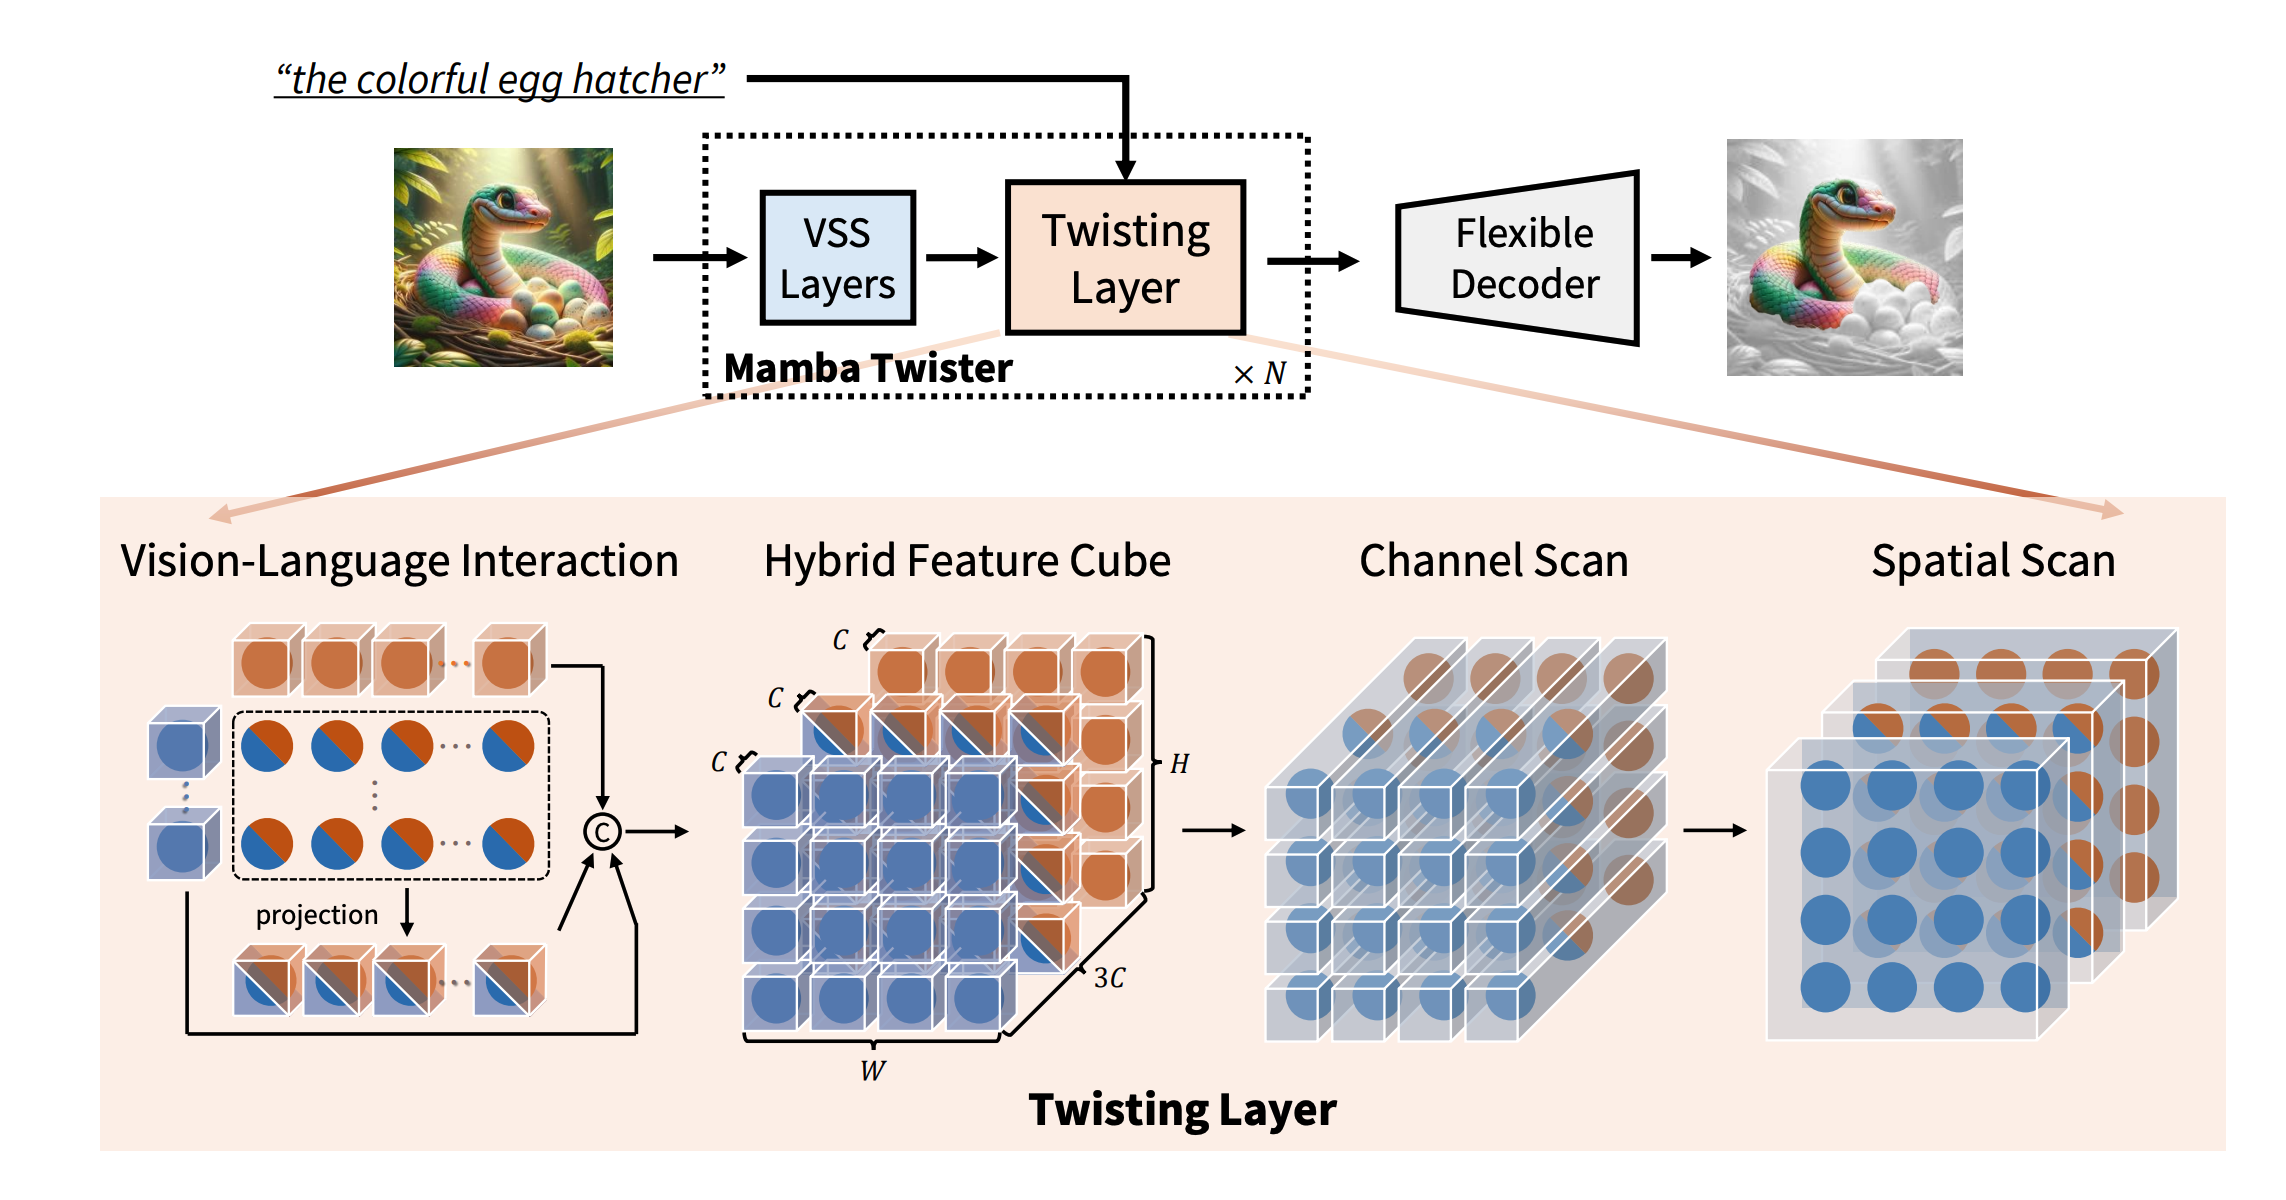 “the colorful egg hatcher”
VSS
Layers
Twisting
Layer
Flexible
Decoder
Mamba Twister
× N
Vision-Language Interaction
Hybrid Feature Cube
Channel Scan
Spatial Scan
C
C
C
H
C
projection
3C
W
Twisting Layer